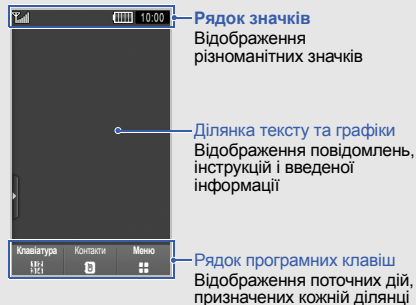 10:00
Рядок значків
Відображення
різноманітних значків
Ділянка тексту та графіки
Відображення повідомлень,
інструкцій і введеної
інформації
Клавіатура Контакти Меню
Рядок програмних клавіш
Відображення поточних дій,
призначених кожній ділянці